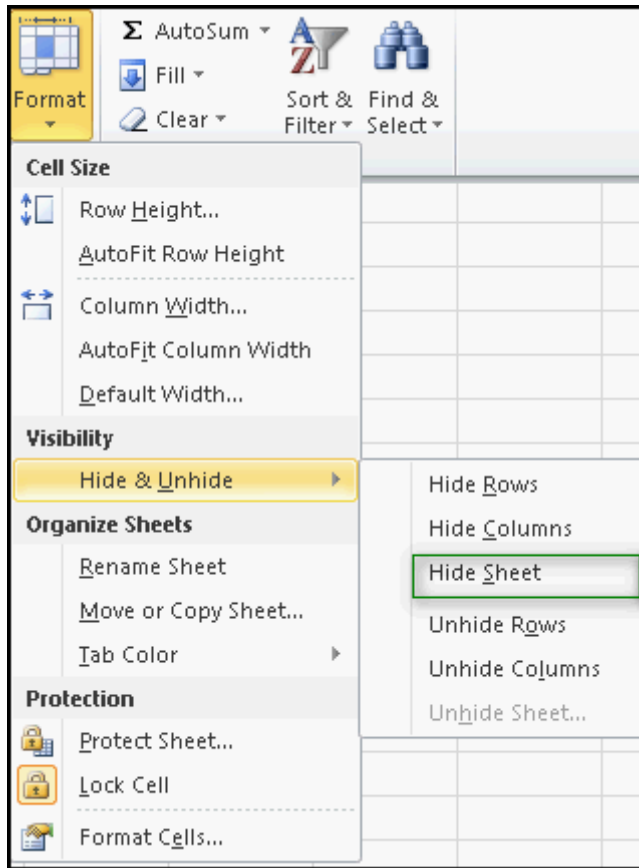 Format
AutoSum
Fill
Clear
Sort &
Filter
Find &
Select
Cell Size
Row Height...
AutoFit Row Height
Column Width...
AutoFit Column Width
Default Width...
Visibility
Hide & Unhide
Organize Sheets
Rename Sheet
Move or Copy Sheet...
Tab Color
Protection
Protect Sheet...
Lock Cell
Format Cells...
Hide Rows
Hide Columns
Hide Sheet
Unhide Rows
Unhide Columns
Unhide Sheet...